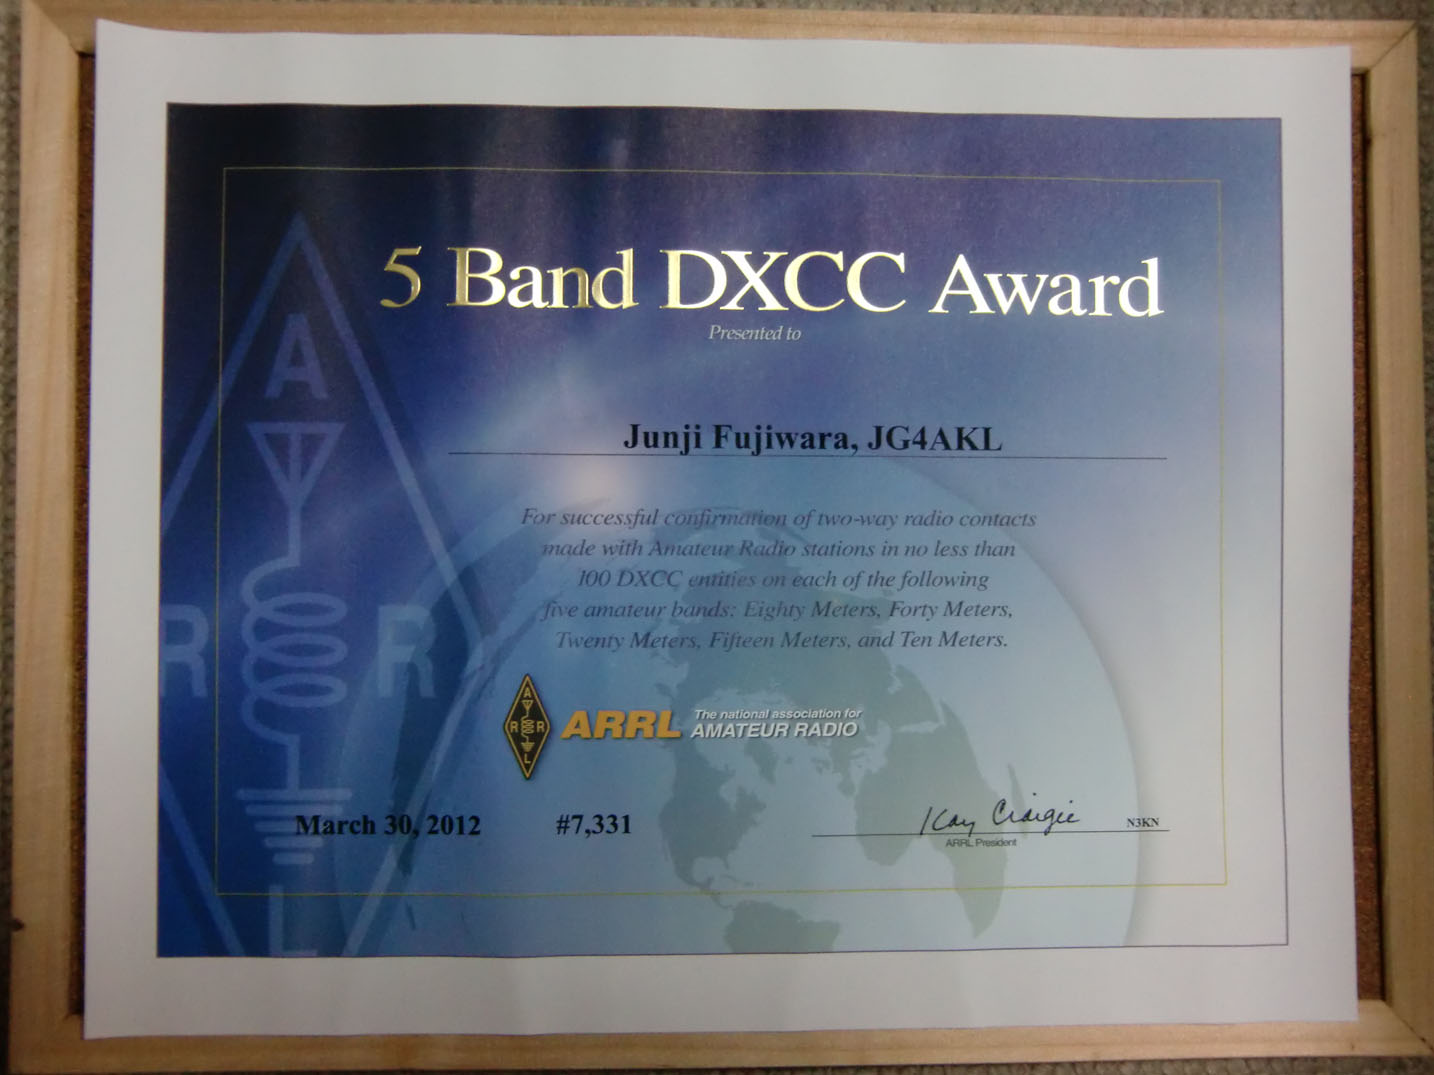 5 Band DXCC Award
Presented to
Junji Fujiwara, JG4AKL
For successful confirmation of two-way radio contacts
made with Amateur Radio stations in no less than
100 DXCC entities on each of the following
five amateur bands: Eighty Meters, Forty Meters,
Twenty Meters, Fifteen Meters, and Ten Meters.
A
R R
L
A
R R
L
ARRL The national association for
AMATEUR RADIO
March 30, 2012 #7,331 Kay Craigie N3KN
ARRL President